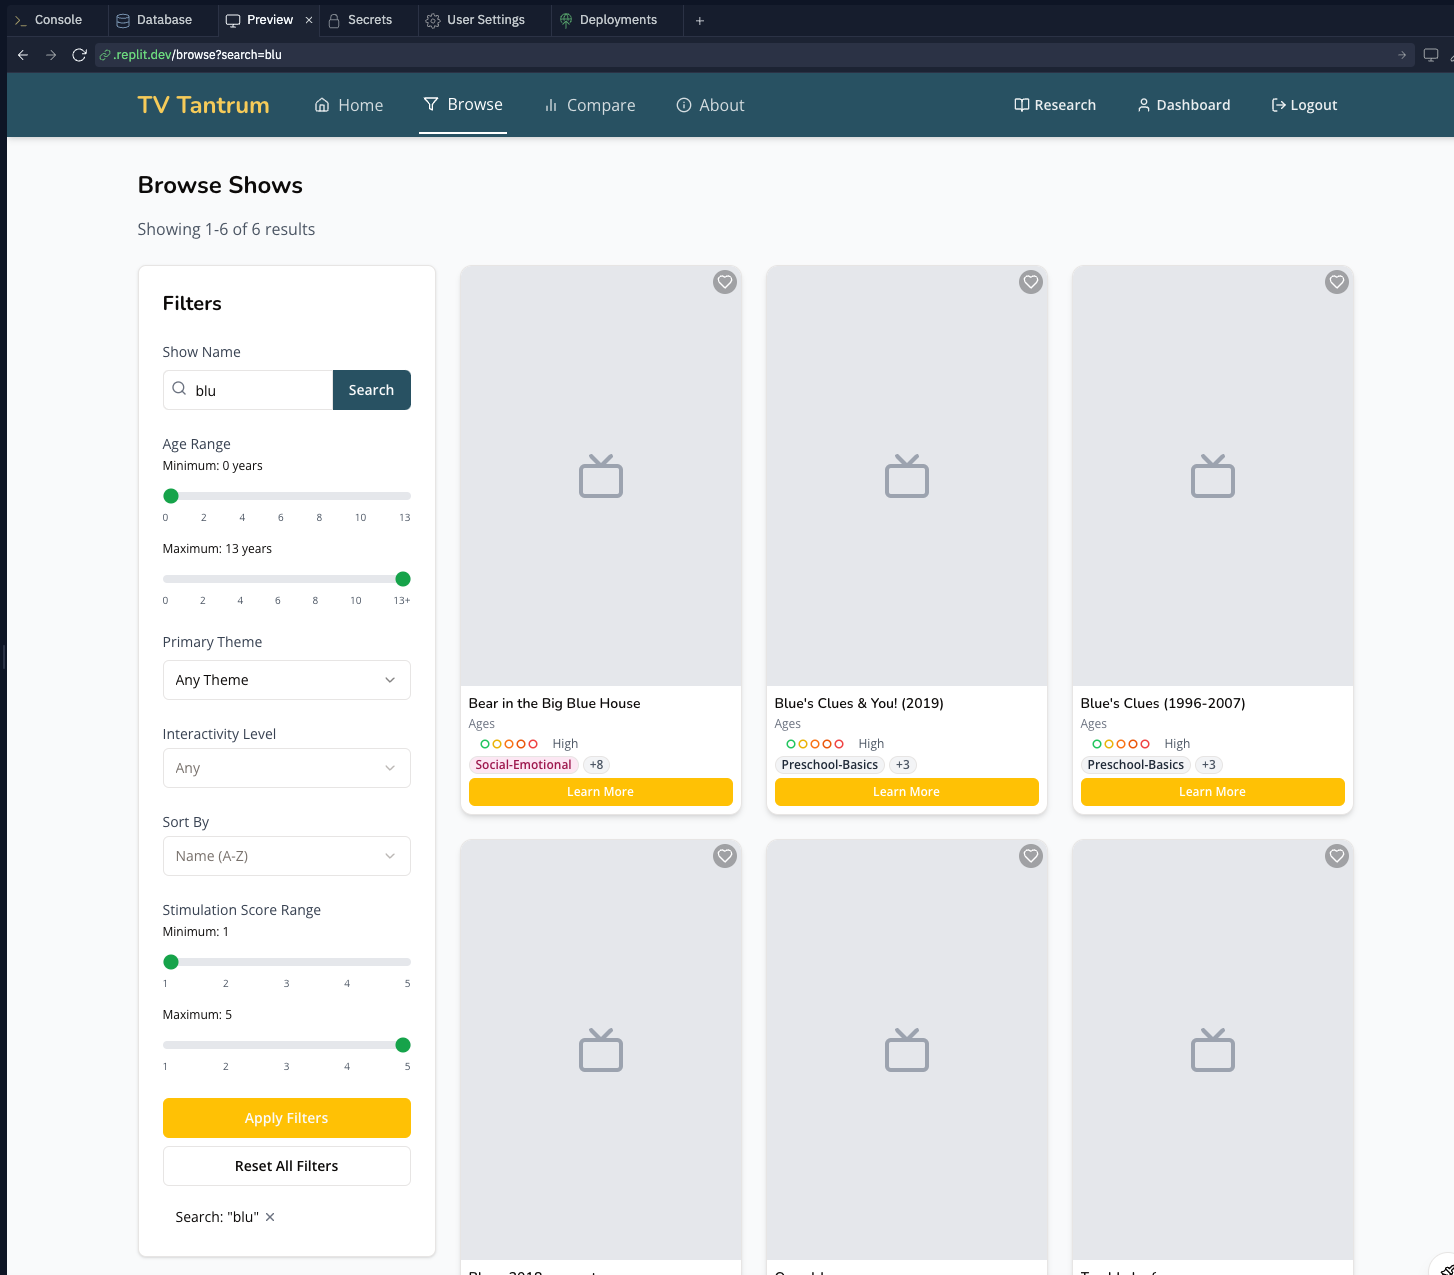 Console Database Preview × Secrets User Settings Deployments +
.replit.dev/browse?search=blu
TV Tantrum Home Browse Compare About Research Dashboard Logout
Browse Shows
Showing 1-6 of 6 results
Filters
Show Name
blu Search
Age Range
Minimum: 0 years
0 2 4 6 8 10 13
Maximum: 13 years
0 2 4 6 8 10 13+
Primary Theme
Any Theme
Interactivity Level
Any
Sort By
Name (A-Z)
Stimulation Score Range
Minimum: 1
1 2 3 4 5
Maximum: 5
1 2 3 4 5
Apply Filters
Reset All Filters
Search: "blu" ×
Bear in the Big Blue House
Ages
High
Social-Emotional +8
Learn More
Blue's Clues & You! (2019)
Ages
High
Preschool-Basics +3
Learn More
Blue's Clues (1996-2007)
Ages
High
Preschool-Basics +3
Learn More